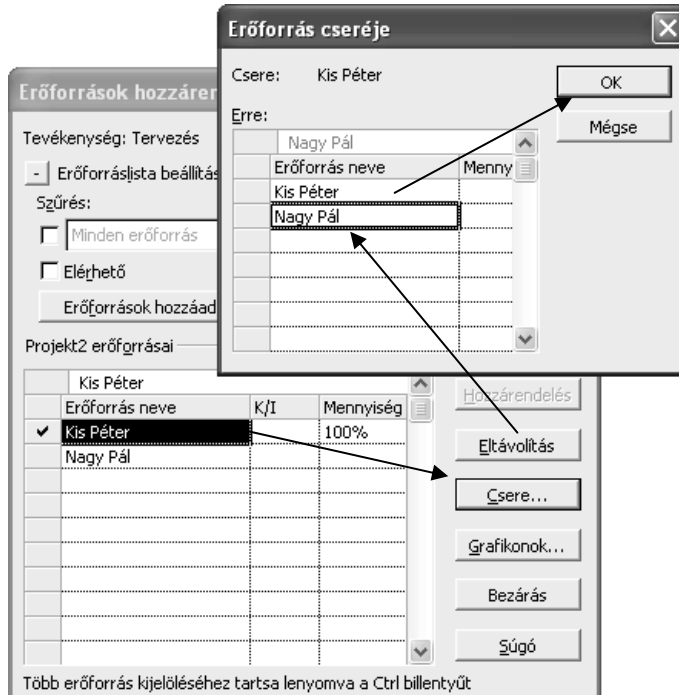 Erőforrás cseréje
Csere: Kis Péter
OK
Mégse
Erre:
Nagy Pál
Erőforrás neve Menny
Kis Péter
Nagy Pál
Erőforrások hozzáren
Tevékenység: Tervezés
- Erőforráslista beállítás
Szűrés:
Minden erőforrás
Elérhető
Erőforrások hozzáad
Projekt2 erőforrásai
Kis Péter
Hozzárendelés
Erőforrás neve K/I Mennyiség
Kis Péter 100%
Nagy Pál
Eltávolítás
Csere...
Grafikonok...
Bezárás
Súgó
Több erőforrás kijelöléséhez tartsa lenyomva a Ctrl billentyűt